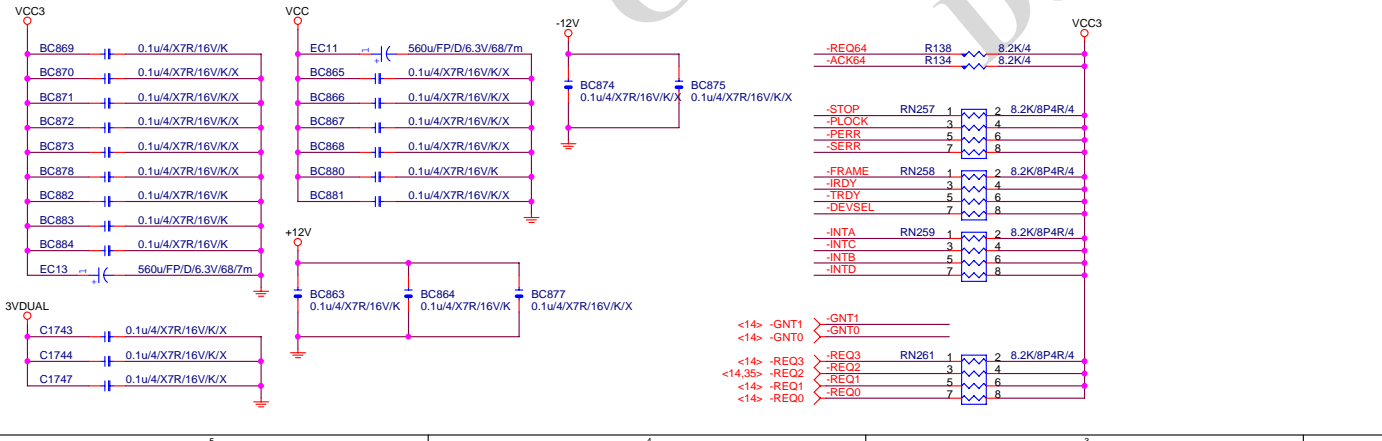 VCC3
BC869 0.1u/4/X7R/16V/K
BC870 0.1u/4/X7R/16V/K/X
BC871 0.1u/4/X7R/16V/K/X
BC872 0.1u/4/X7R/16V/K/X
BC873 0.1u/4/X7R/16V/K/X
BC878 0.1u/4/X7R/16V/K/X
BC882 0.1u/4/X7R/16V/K
BC883 0.1u/4/X7R/16V/K
BC884 0.1u/4/X7R/16V/K
EC13 1 + 560u/FP/D/6.3V/68/7m
3VDUAL
C1743 0.1u/4/X7R/16V/K/X
C1744 0.1u/4/X7R/16V/K/X
C1747 0.1u/4/X7R/16V/K/X
VCC
EC11 1 + 560u/FP/D/6.3V/68/7m
BC865 0.1u/4/X7R/16V/K/X
BC866 0.1u/4/X7R/16V/K/X
BC867 0.1u/4/X7R/16V/K/X
BC868 0.1u/4/X7R/16V/K/X
BC880 0.1u/4/X7R/16V/K
BC881 0.1u/4/X7R/16V/K/X
+12V
BC863 BC864 BC877
0.1u/4/X7R/16V/K 0.1u/4/X7R/16V/K 0.1u/4/X7R/16V/K/X
-12V
BC874 BC875
0.1u/4/X7R/16V/K/X 0.1u/4/X7R/16V/K/X
VCC3
-REQ64 R138 8.2K/4
-ACK64 R134 8.2K/4
-STOP RN257 1 2 8.2K/8P4R/4
-PLOCK 3 4
-PERR 5 6
-SERR 7 8
-FRAME RN258 1 2 8.2K/8P4R/4
-IRDY 3 4
-TRDY 5 6
-DEVSEL 7 8
-INTA RN259 1 2 8.2K/8P4R/4
-INTC 3 4
-INTB 5 6
-INTD 7 8
<14> -GNT1 -GNT1
<14> -GNT0 -GNT0
<14> -REQ3 -REQ3 RN261 1 2 8.2K/8P4R/4
<14,35> -REQ2 -REQ2 3 4
<14> -REQ1 -REQ1 5 6
<14> -REQ0 -REQ0 7 8